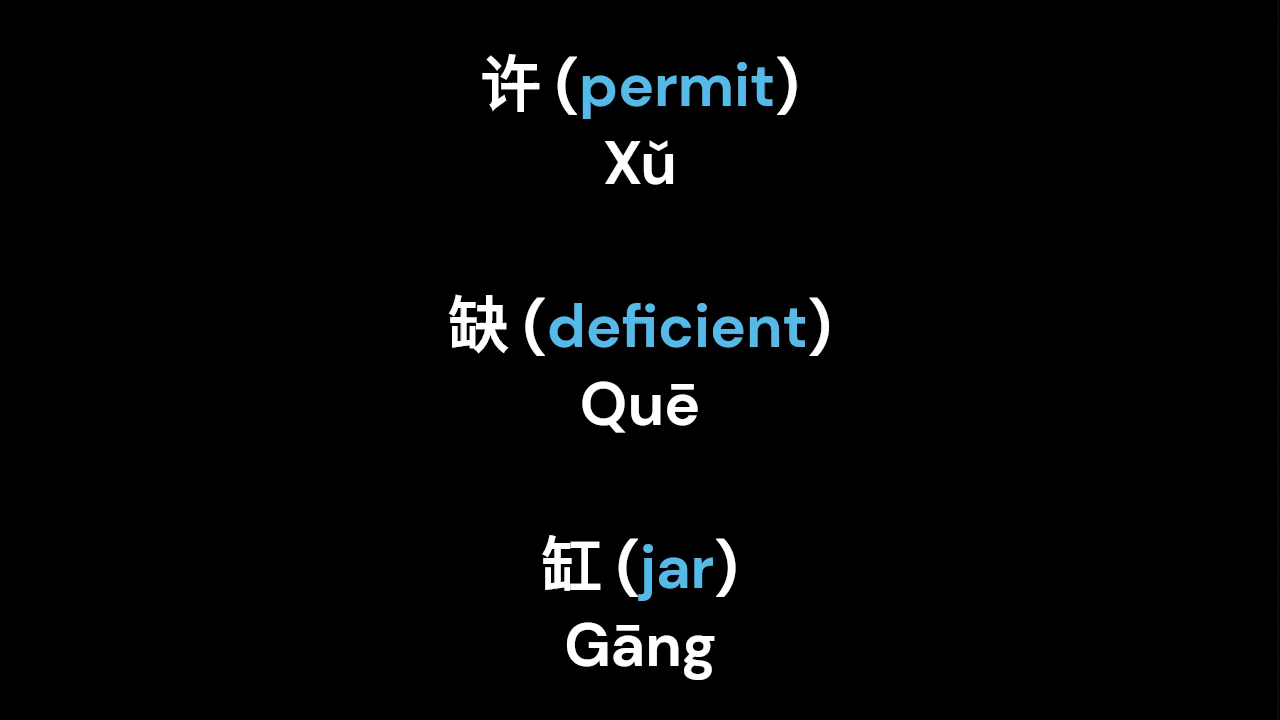 许 (permit)
Xǔ
缺 (deficient)
Quē
缸 (jar)
Gāng